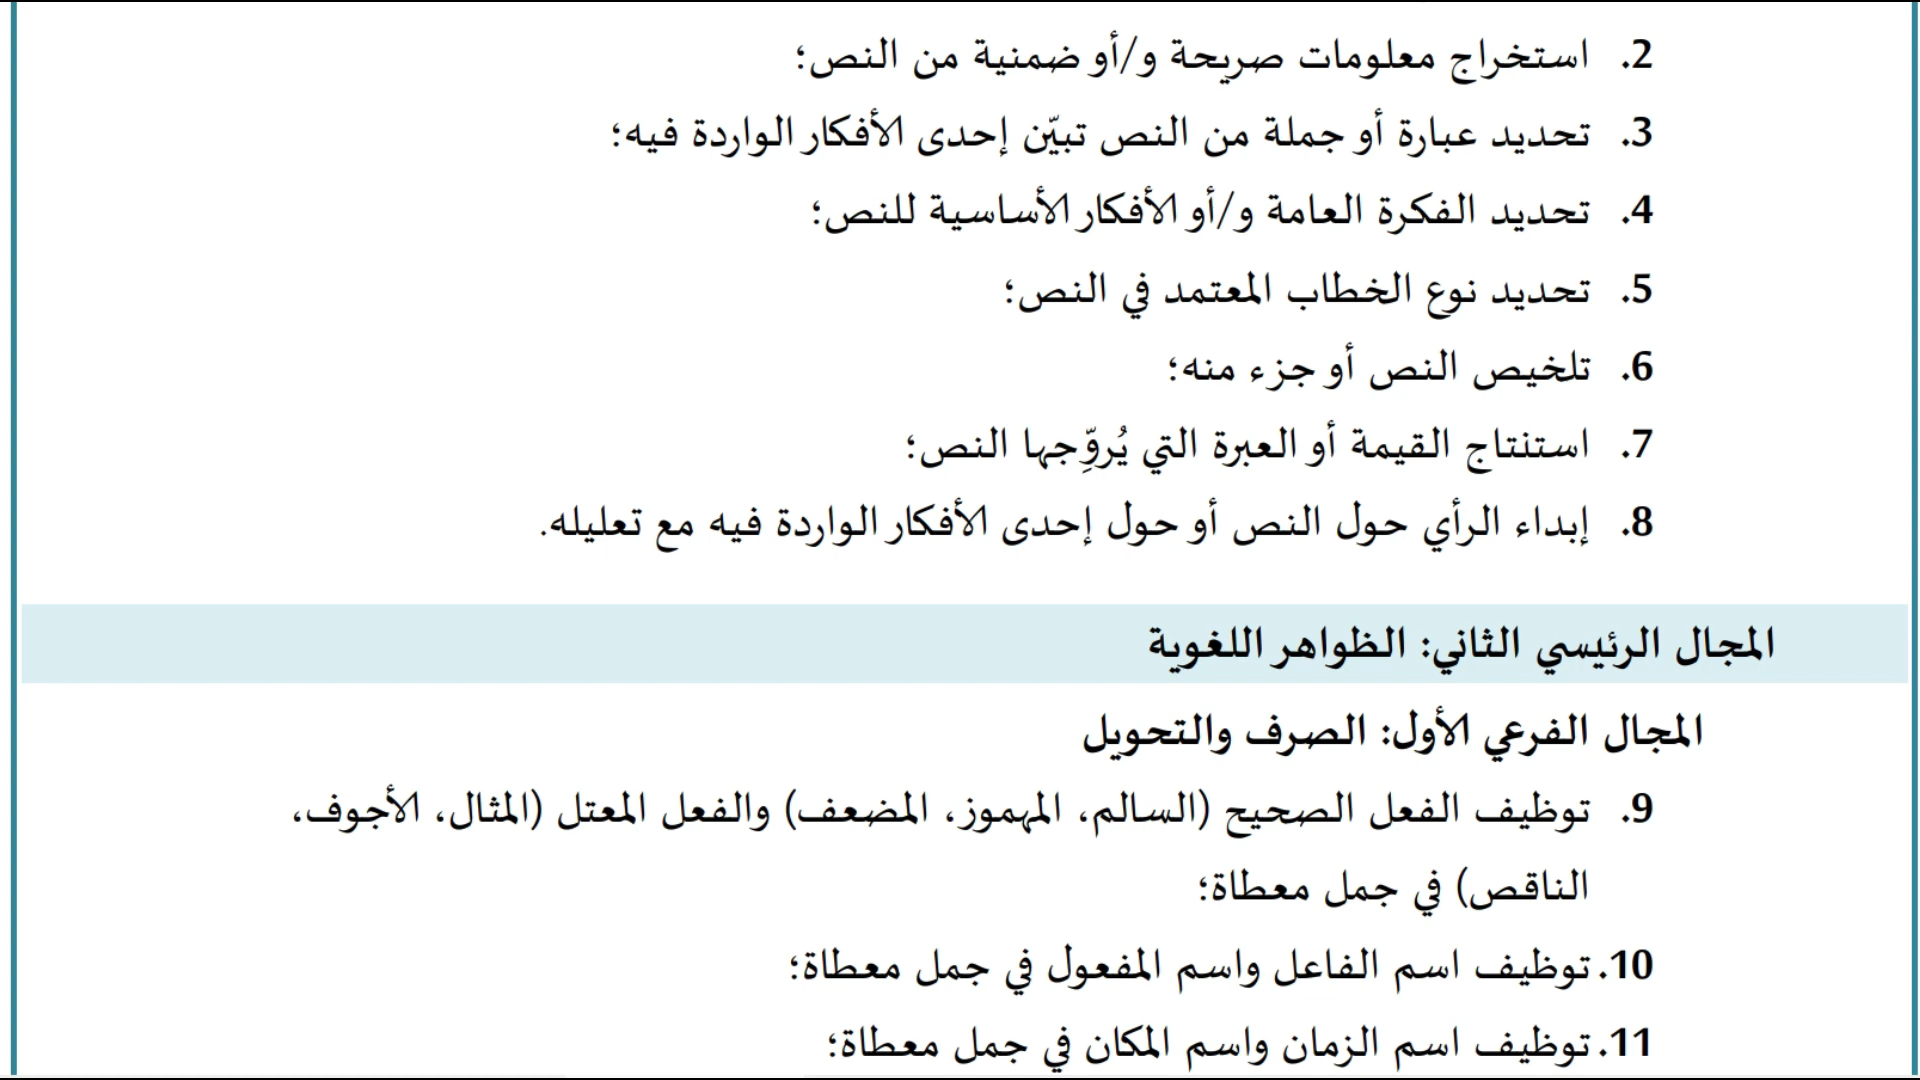 2. استخراج معلومات صريحة و/أو ضمنية من النص؛
3. تحديد عبارة أو جملة من النص تبيّن إحدى الأفكار الواردة فيه؛
4. تحديد الفكرة العامة و/أو الأفكار الأساسية للنص؛
5. تحديد نوع الخطاب المعتمد في النص؛
6. تلخيص النص أو جزء منه؛
7. استنتاج القيمة أو العبرة التي يُروِّجها النص؛
8. إبداء الرأي حول النص أو حول إحدى الأفكار الواردة فيه مع تعليله.
المجال الرئيسي الثاني: الظواهر اللغوية
المجال الفرعي الأول: الصرف والتحويل
9. توظيف الفعل الصحيح (السالم، المهموز، المضعف) والفعل المعتل (المثال، الأجوف،
الناقص) في جمل معطاة؛
10. توظيف اسم الفاعل واسم المفعول في جمل معطاة؛
11. توظيف اسم الزمان واسم المكان في جمل معطاة؛